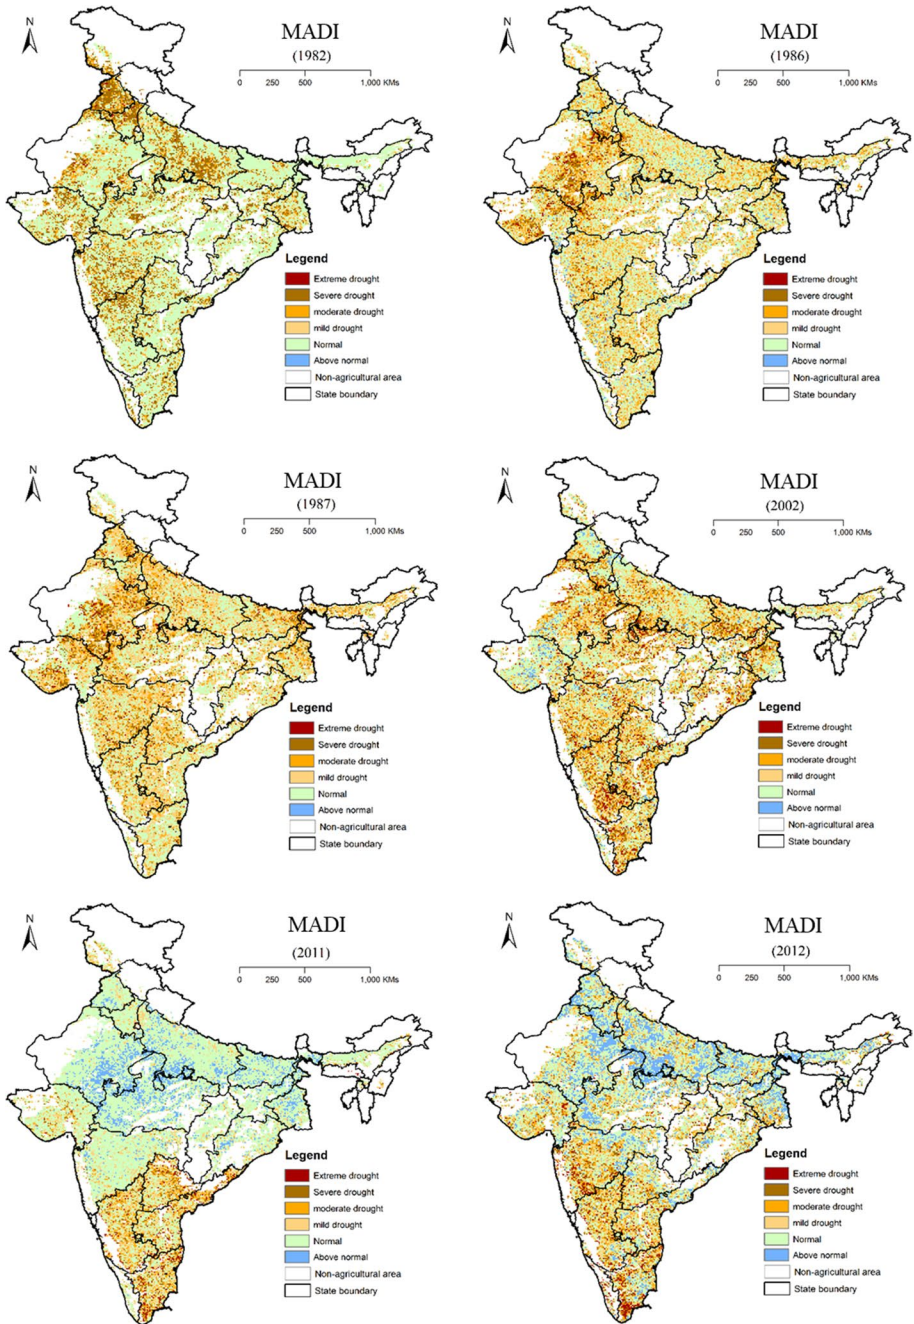 N
MADI
(1982)
0 250 500 1,000 KMs
Legend
Extreme drought
Severe drought
moderate drought
mild drought
Normal
Above normal
Non-agricultural area
State boundary
N
MADI
(1986)
0 250 500 1,000 KMs
Legend
Extreme drought
Severe drought
moderate drought
mild drought
Normal
Above normal
Non-agricultural area
State boundary
N
MADI
(1987)
0 250 500 1,000 KMs
Legend
Extreme drought
Severe drought
moderate drought
mild drought
Normal
Above normal
Non-agricultural area
State boundary
N
MADI
(2002)
0 250 500 1,000 KMs
Legend
Extreme drought
Severe drought
moderate drought
mild drought
Normal
Above normal
Non-agricultural area
State boundary
N
MADI
(2011)
0 250 500 1,000 KMs
Legend
Extreme drought
Severe drought
moderate drought
mild drought
Normal
Above normal
Non-agricultural area
State boundary
N
MADI
(2012)
0 250 500 1,000 KMs
Legend
Extreme drought
Severe drought
moderate drought
mild drought
Normal
Above normal
Non-agricultural area
State boundary